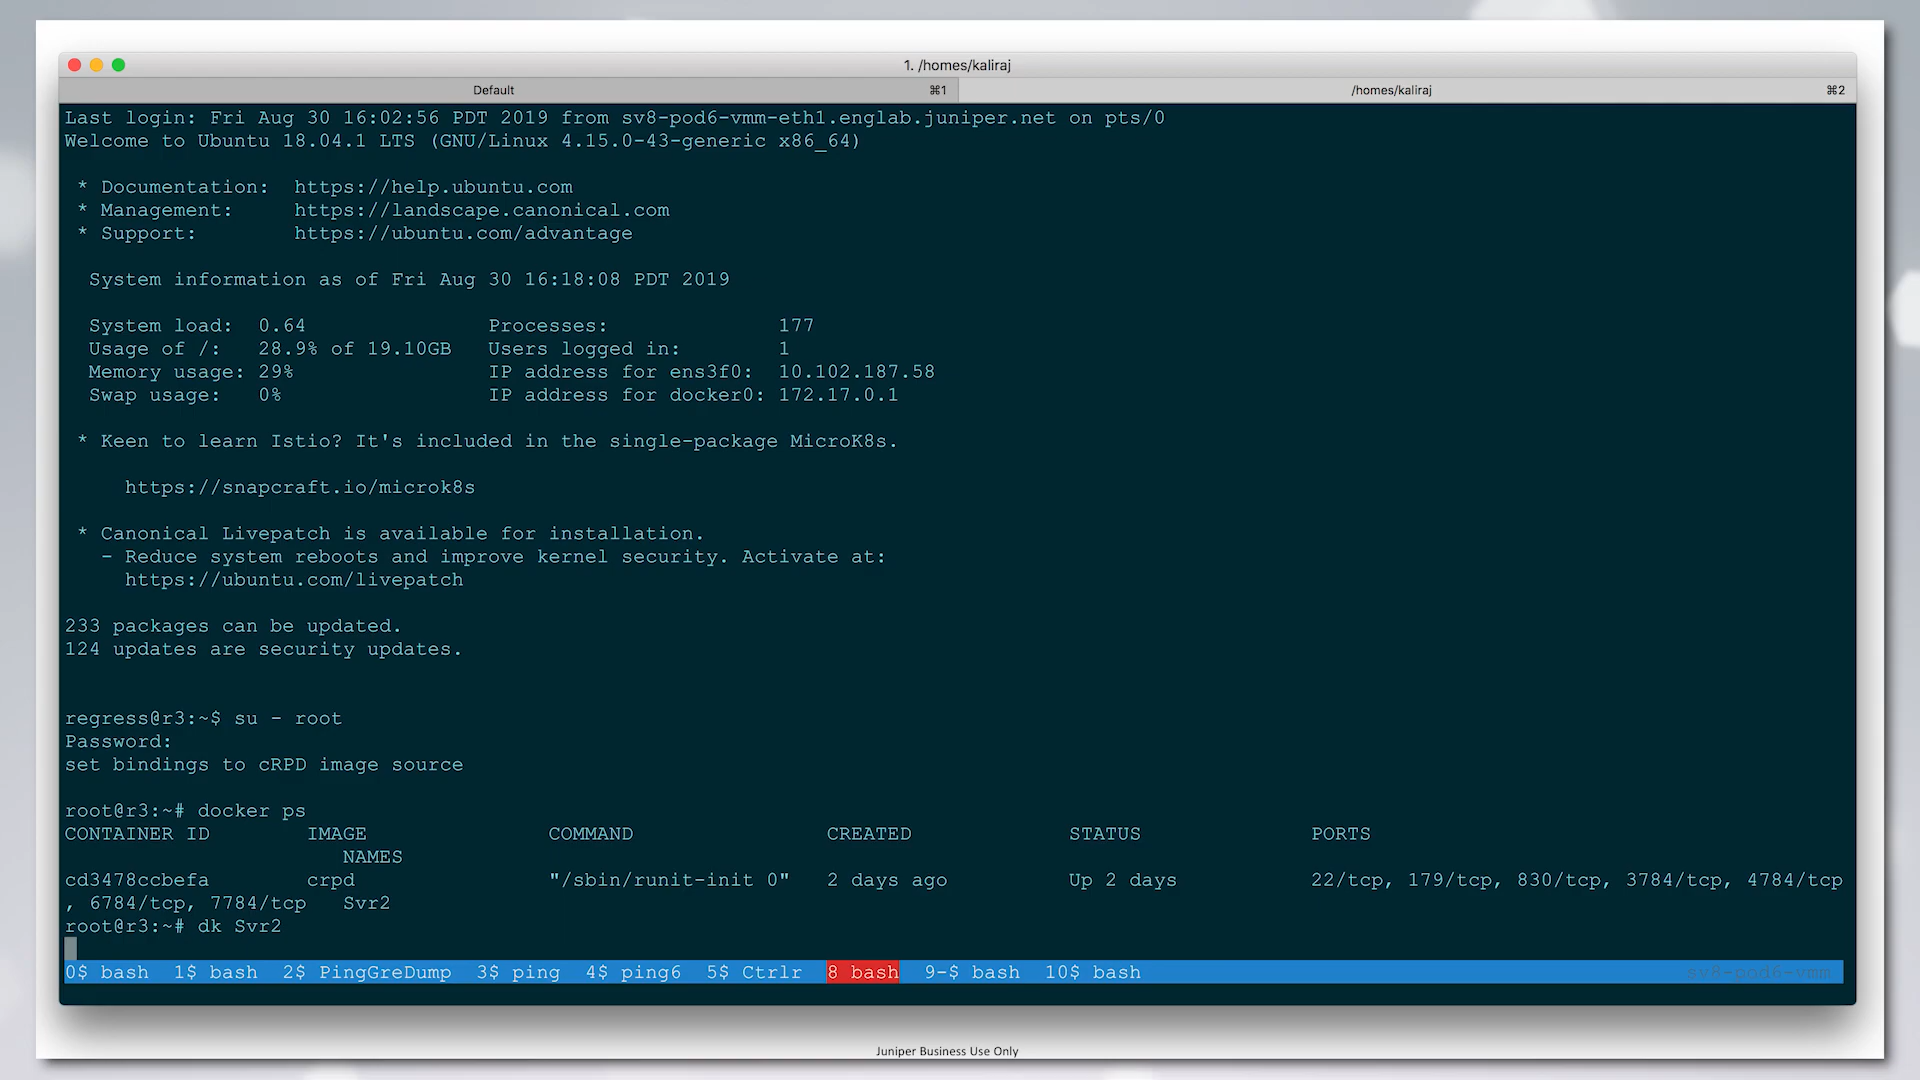 1. /homes/kaliraj
Default ⌘1 /homes/kaliraj ⌘2
Last login: Fri Aug 30 16:02:56 PDT 2019 from sv8-pod6-vmm-eth1.englab.juniper.net on pts/0
Welcome to Ubuntu 18.04.1 LTS (GNU/Linux 4.15.0-43-generic x86_64)
* Documentation:  https://help.ubuntu.com
* Management:     https://landscape.canonical.com
* Support:        https://ubuntu.com/advantage
System information as of Fri Aug 30 16:18:08 PDT 2019
System load:  0.64               Processes:              177
Usage of /:   28.9% of 19.10GB   Users logged in:        1
Memory usage: 29%                IP address for ens3f0:  10.102.187.58
Swap usage:   0%                 IP address for docker0: 172.17.0.1
* Keen to learn Istio? It's included in the single-package MicroK8s.
https://snapcraft.io/microk8s
* Canonical Livepatch is available for installation.
- Reduce system reboots and improve kernel security. Activate at:
https://ubuntu.com/livepatch
233 packages can be updated.
124 updates are security updates.
regress@r3:~$ su - root
Password:
set bindings to cRPD image source
root@r3:~# docker ps
CONTAINER ID        IMAGE               COMMAND                CREATED             STATUS              PORTS
NAMES
cd3478ccbefa        crpd                "/sbin/runit-init 0"   2 days ago          Up 2 days           22/tcp, 179/tcp, 830/tcp, 3784/tcp, 4784/tcp
, 6784/tcp, 7784/tcp   Svr2
root@r3:~# dk Svr2
0$ bash  1$ bash  2$ PingGreDump  3$ ping  4$ ping6  5$ Ctrlr  8 bash  9-$ bash  10$ bash  sv8-pod6-vmm
Juniper Business Use Only